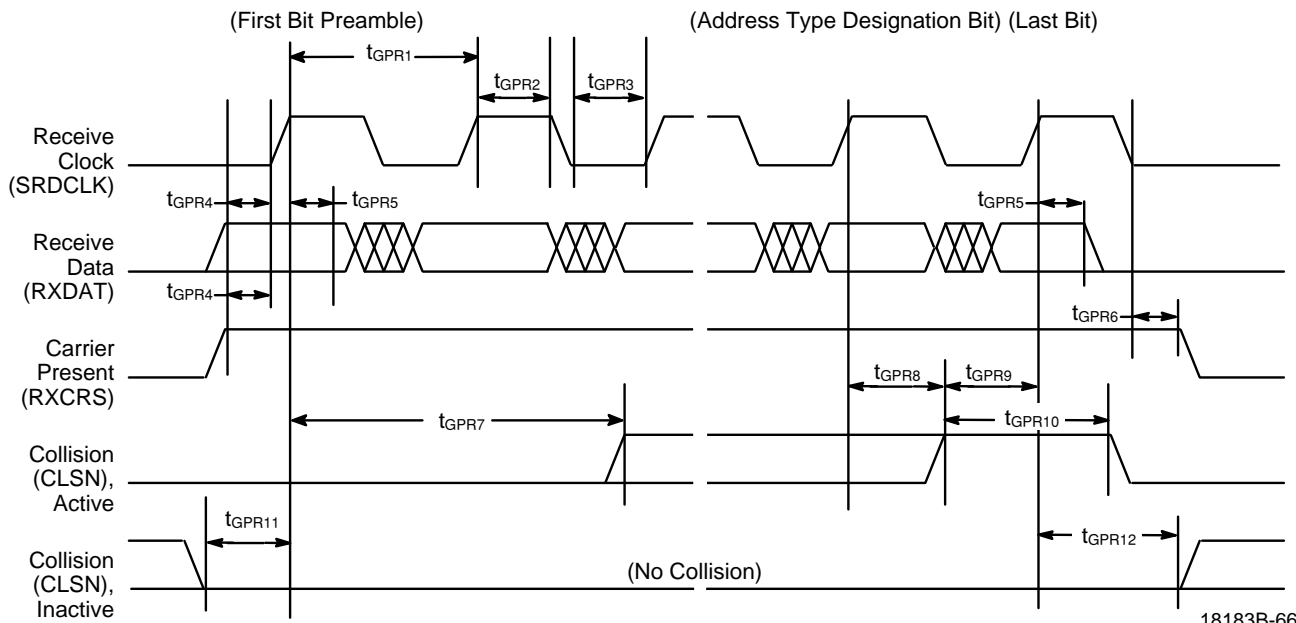 (First Bit Preamble)
(Address Type Designation Bit) (Last Bit)
tGPR1
tGPR2
tGPR3
Receive
Clock
(SRDCLK)
tGPR4
tGPR5
tGPR5
Receive
Data
(RXDAT)
tGPR4
tGPR6
Carrier
Present
(RXCRS)
tGPR8
tGPR9
tGPR7
tGPR10
Collision
(CLSN),
Active
tGPR11
tGPR12
Collision
(CLSN),
Inactive
(No Collision)
18183B-66